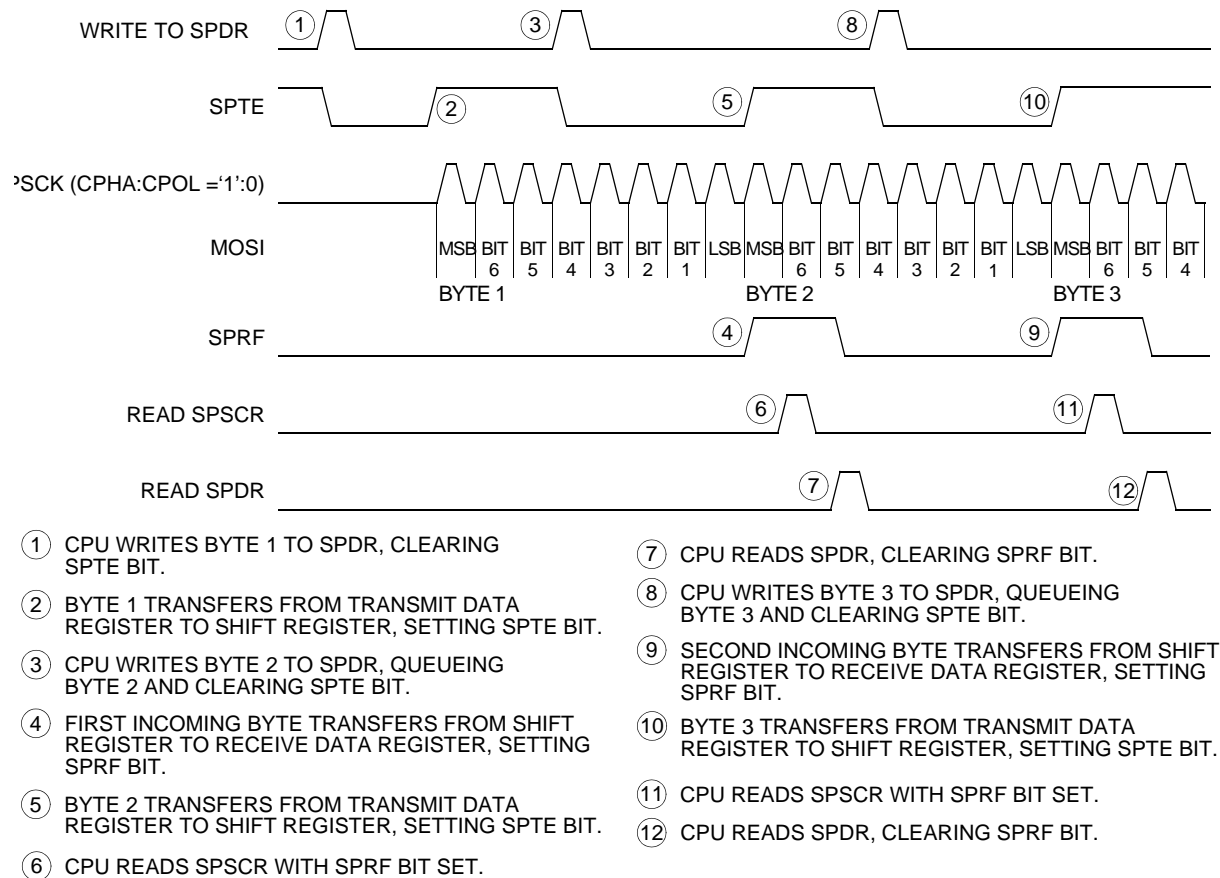 WRITE TO SPDR 1 3 8
SPTE 2 5 10
PSCK (CPHA:CPOL ='1':0)
MOSI MSB BIT BIT BIT BIT BIT BIT LSB MSB BIT BIT BIT BIT BIT BIT LSB MSB BIT BIT BIT
6 5 4 3 2 1 6 5 4 3 2 1 6 5 4
BYTE 1 BYTE 2 BYTE 3
SPRF 4 9
READ SPSCR 6 11
READ SPDR 7 12
1 CPU WRITES BYTE 1 TO SPDR, CLEARING
SPTE BIT.
2 BYTE 1 TRANSFERS FROM TRANSMIT DATA
REGISTER TO SHIFT REGISTER, SETTING SPTE BIT.
3 CPU WRITES BYTE 2 TO SPDR, QUEUEING
BYTE 2 AND CLEARING SPTE BIT.
4 FIRST INCOMING BYTE TRANSFERS FROM SHIFT
REGISTER TO RECEIVE DATA REGISTER, SETTING
SPRF BIT.
5 BYTE 2 TRANSFERS FROM TRANSMIT DATA
REGISTER TO SHIFT REGISTER, SETTING SPTE BIT.
6 CPU READS SPSCR WITH SPRF BIT SET.
7 CPU READS SPDR, CLEARING SPRF BIT.
8 CPU WRITES BYTE 3 TO SPDR, QUEUEING
BYTE 3 AND CLEARING SPTE BIT.
9 SECOND INCOMING BYTE TRANSFERS FROM SHIFT
REGISTER TO RECEIVE DATA REGISTER, SETTING
SPRF BIT.
10 BYTE 3 TRANSFERS FROM TRANSMIT DATA
REGISTER TO SHIFT REGISTER, SETTING SPTE BIT.
11 CPU READS SPSCR WITH SPRF BIT SET.
12 CPU READS SPDR, CLEARING SPRF BIT.